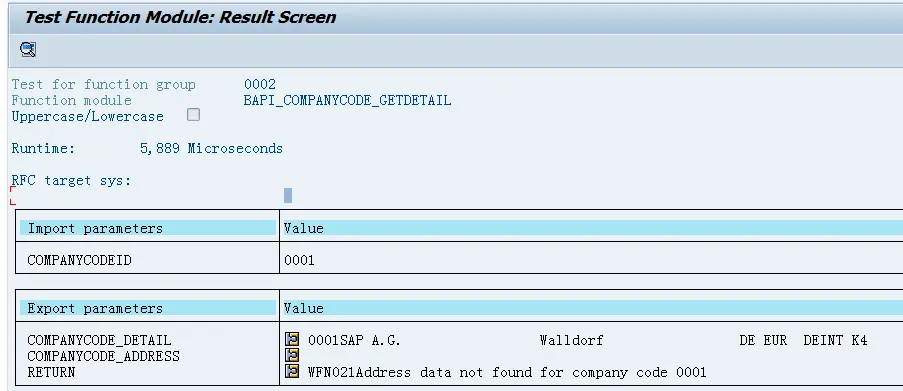 Test Function Module: Result Screen
Test for function group 0002
Function module BAPI_COMPANYCODE_GETDETAIL
Uppercase/Lowercase
Runtime: 5,889 Microseconds
RFC target sys:
Import parameters Value
COMPANYCODEID 0001
Export parameters Value
COMPANYCODE_DETAIL 0001SAP A.G. Walldorf DE EUR DEINT K4
COMPANYCODE_ADDRESS
RETURN WFN021Address data not found for company code 0001